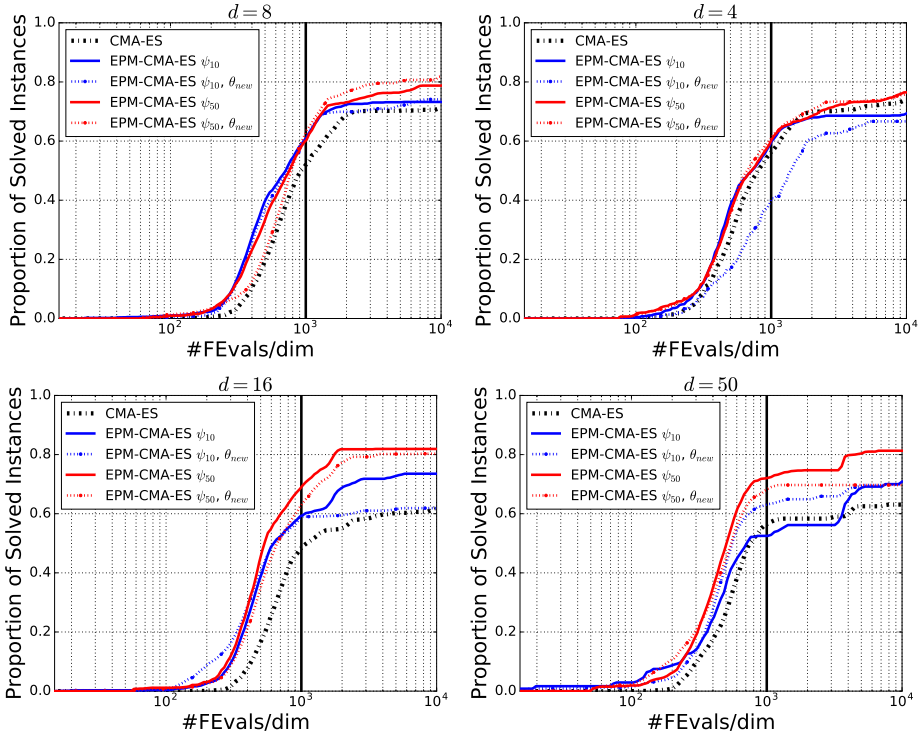 d = 8
Proportion of Solved Instances
1.0
0.8
0.6
0.4
0.2
0.0
CMA-ES
EPM-CMA-ES ψ10
EPM-CMA-ES ψ10, θnew
EPM-CMA-ES ψ50
EPM-CMA-ES ψ50, θnew
10^2 10^3 10^4
#FEvals/dim
d = 4
Proportion of Solved Instances
1.0
0.8
0.6
0.4
0.2
0.0
CMA-ES
EPM-CMA-ES ψ10
EPM-CMA-ES ψ10, θnew
EPM-CMA-ES ψ50
EPM-CMA-ES ψ50, θnew
10^2 10^3 10^4
#FEvals/dim
d = 16
Proportion of Solved Instances
1.0
0.8
0.6
0.4
0.2
0.0
CMA-ES
EPM-CMA-ES ψ10
EPM-CMA-ES ψ10, θnew
EPM-CMA-ES ψ50
EPM-CMA-ES ψ50, θnew
10^2 10^3 10^4
#FEvals/dim
d = 50
Proportion of Solved Instances
1.0
0.8
0.6
0.4
0.2
0.0
CMA-ES
EPM-CMA-ES ψ10
EPM-CMA-ES ψ10, θnew
EPM-CMA-ES ψ50
EPM-CMA-ES ψ50, θnew
10^2 10^3 10^4
#FEvals/dim